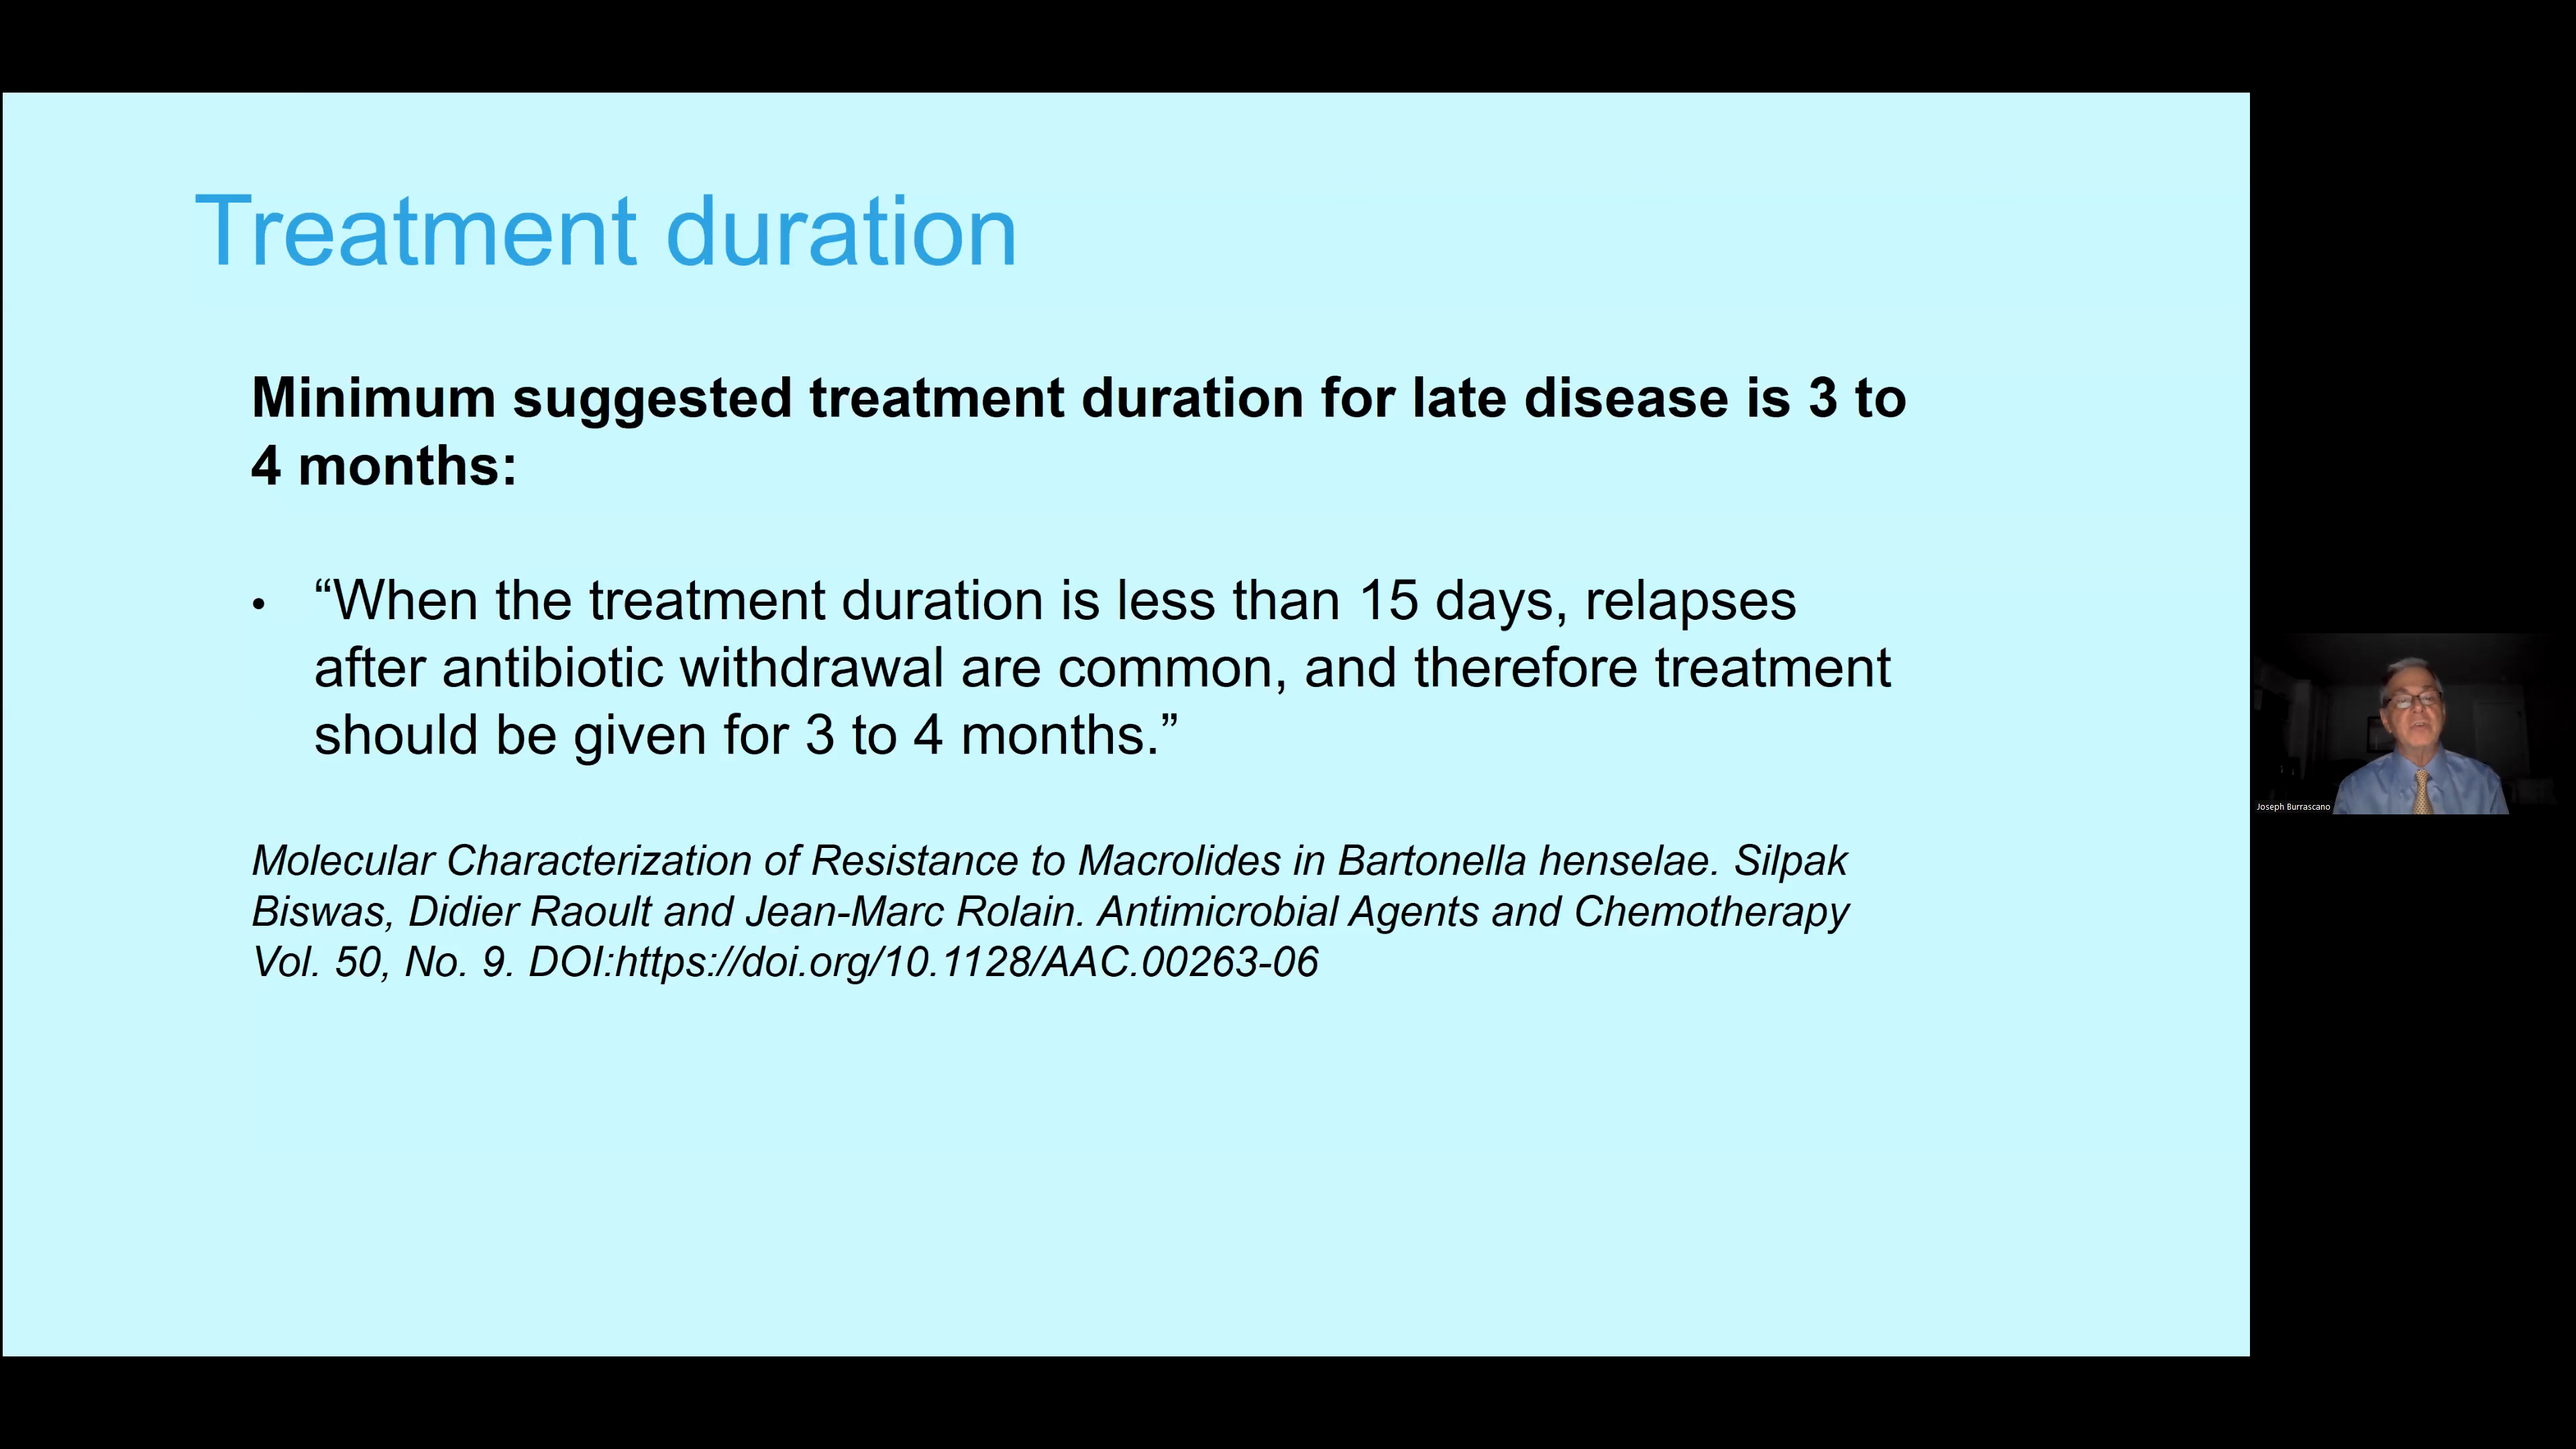 Treatment duration
Minimum suggested treatment duration for late disease is 3 to
4 months:
• “When the treatment duration is less than 15 days, relapses
after antibiotic withdrawal are common, and therefore treatment
should be given for 3 to 4 months.”
Molecular Characterization of Resistance to Macrolides in Bartonella henselae. Silpak
Biswas, Didier Raoult and Jean-Marc Rolain. Antimicrobial Agents and Chemotherapy
Vol. 50, No. 9. DOI:https://doi.org/10.1128/AAC.00263-06
Joseph Burrascano